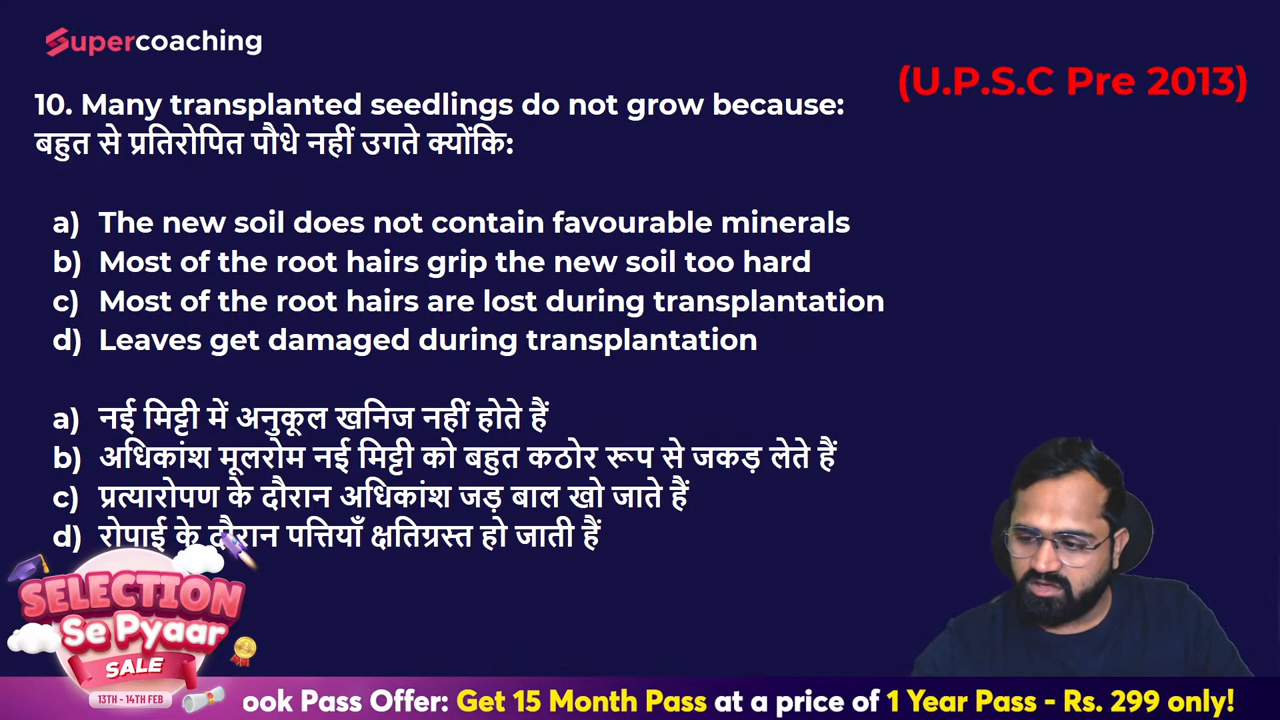 Supercoaching
(U.P.S.C Pre 2013)
10. Many transplanted seedlings do not grow because:
बहुत से प्रतिरोपित पौधे नहीं उगते क्योंकि:
a) The new soil does not contain favourable minerals
b) Most of the root hairs grip the new soil too hard
c) Most of the root hairs are lost during transplantation
d) Leaves get damaged during transplantation
a) नई मिट्टी में अनुकूल खनिज नहीं होते हैं
b) अधिकांश मूलरोम नई मिट्टी को बहुत कठोर रूप से जकड़ लेते हैं
c) प्रत्यारोपण के दौरान अधिकांश जड़ बाल खो जाते हैं
d) रोपाई के दौरान पत्तियाँ क्षतिग्रस्त हो जाती हैं
SELECTION
Se Pyaar
SALE
13TH - 14TH FEB
ook Pass Offer: Get 15 Month Pass at a price of 1 Year Pass - Rs. 299 only!